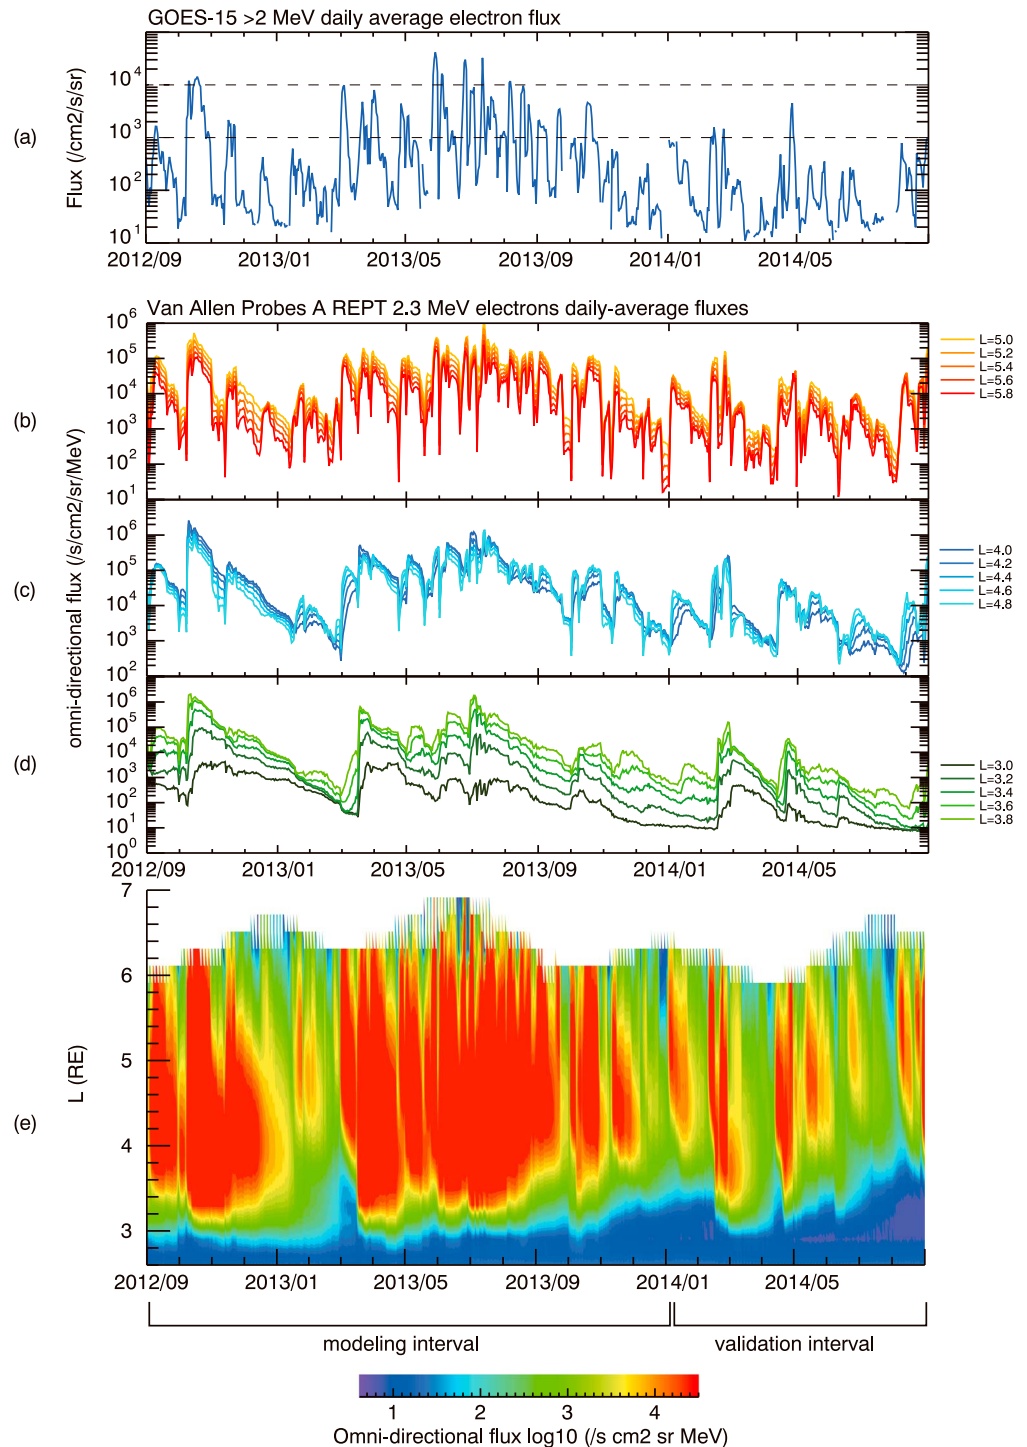 GOES-15 >2 MeV daily average electron flux
(a)
Flux (/cm2/s/sr)
10^4
10^3
10^2
10^1
2012/09 2013/01 2013/05 2013/09 2014/01 2014/05
Van Allen Probes A REPT 2.3 MeV electrons daily-average fluxes
(b)
10^6
10^5
10^4
10^3
10^2
10^1
L=5.0
L=5.2
L=5.4
L=5.6
L=5.8
omni-directional flux (/s/cm2/sr/MeV)
(c)
10^6
10^5
10^4
10^3
10^2
L=4.0
L=4.2
L=4.4
L=4.6
L=4.8
(d)
10^6
10^5
10^4
10^3
10^2
10^1
10^0
L=3.0
L=3.2
L=3.4
L=3.6
L=3.8
2012/09 2013/01 2013/05 2013/09 2014/01 2014/05
(e)
L (RE)
7
6
5
4
3
2012/09 2013/01 2013/05 2013/09 2014/01 2014/05
modeling interval validation interval
1 2 3 4
Omni-directional flux log10 (/s cm2 sr MeV)